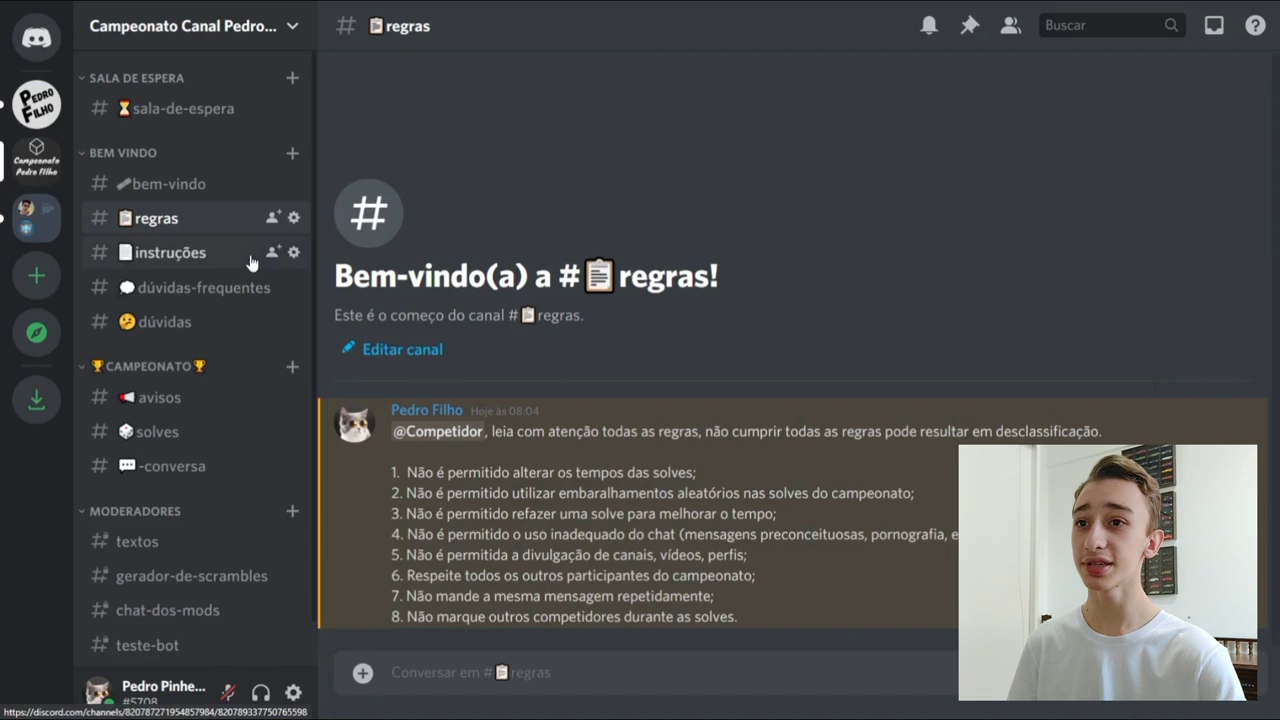 Campeonato Canal Pedro...
📋regras
Buscar
PEDRO
FILHO
Campeonato
Pedro Filho
SALA DE ESPERA
⏳sala-de-espera
BEM VINDO
bem-vindo
📋regras
📄instruções
💭dúvidas-frequentes
🤔dúvidas
🏆CAMPEONATO🏆
📢avisos
🎲solves
💬-conversa
MODERADORES
textos
gerador-de-scrambles
chat-dos-mods
teste-bot
Pedro Pinhe...
#5708
https://discord.com/channels/820787271954857984/820789337750765598
Bem-vindo(a) a #📋regras!
Este é o começo do canal #📋regras.
Editar canal
Pedro Filho Hoje às 08:04
@Competidor, leia com atenção todas as regras, não cumprir todas as regras pode resultar em desclassificação.
1. Não é permitido alterar os tempos das solves;
2. Não é permitido utilizar embaralhamentos aleatórios nas solves do campeonato;
3. Não é permitido refazer uma solve para melhorar o tempo;
4. Não é permitido o uso inadequado do chat (mensagens preconceituosas, pornografia, e
5. Não é permitida a divulgação de canais, vídeos, perfis;
6. Respeite todos os outros participantes do campeonato;
7. Não mande a mesma mensagem repetidamente;
8. Não marque outros competidores durante as solves.
Conversar em #📋regras